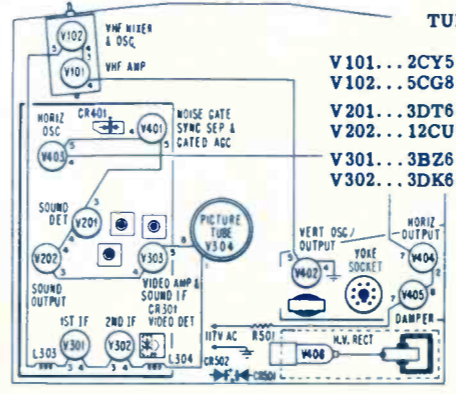 TU
V102
VHF MIXER
& OSC
V101
VHF AMP
V101...2CY5
V102...5CG8
V201...3DT6
V202...12CU
V301...3BZ6
V302...3DK6
HORIZ
OSC
CR401
V401
NOISE GATE
SYNC SEP &
GATED AGC
V403
SOUND
DET
V201
PICTURE
TUBE
V304
V202
V303
SOUND
OUTPUT
VIDEO AMP &
SOUND IF
CR301
VIDEO DET
1ST IF
2ND IF
V301
V302
L303
L304
VERT OSC/
OUTPUT
V402
YOKE
SOCKET
HORIZ
OUTPUT
V404
V405
DAMPER
117V AC
R501
CR502
CR501
H.V. RECT
V406